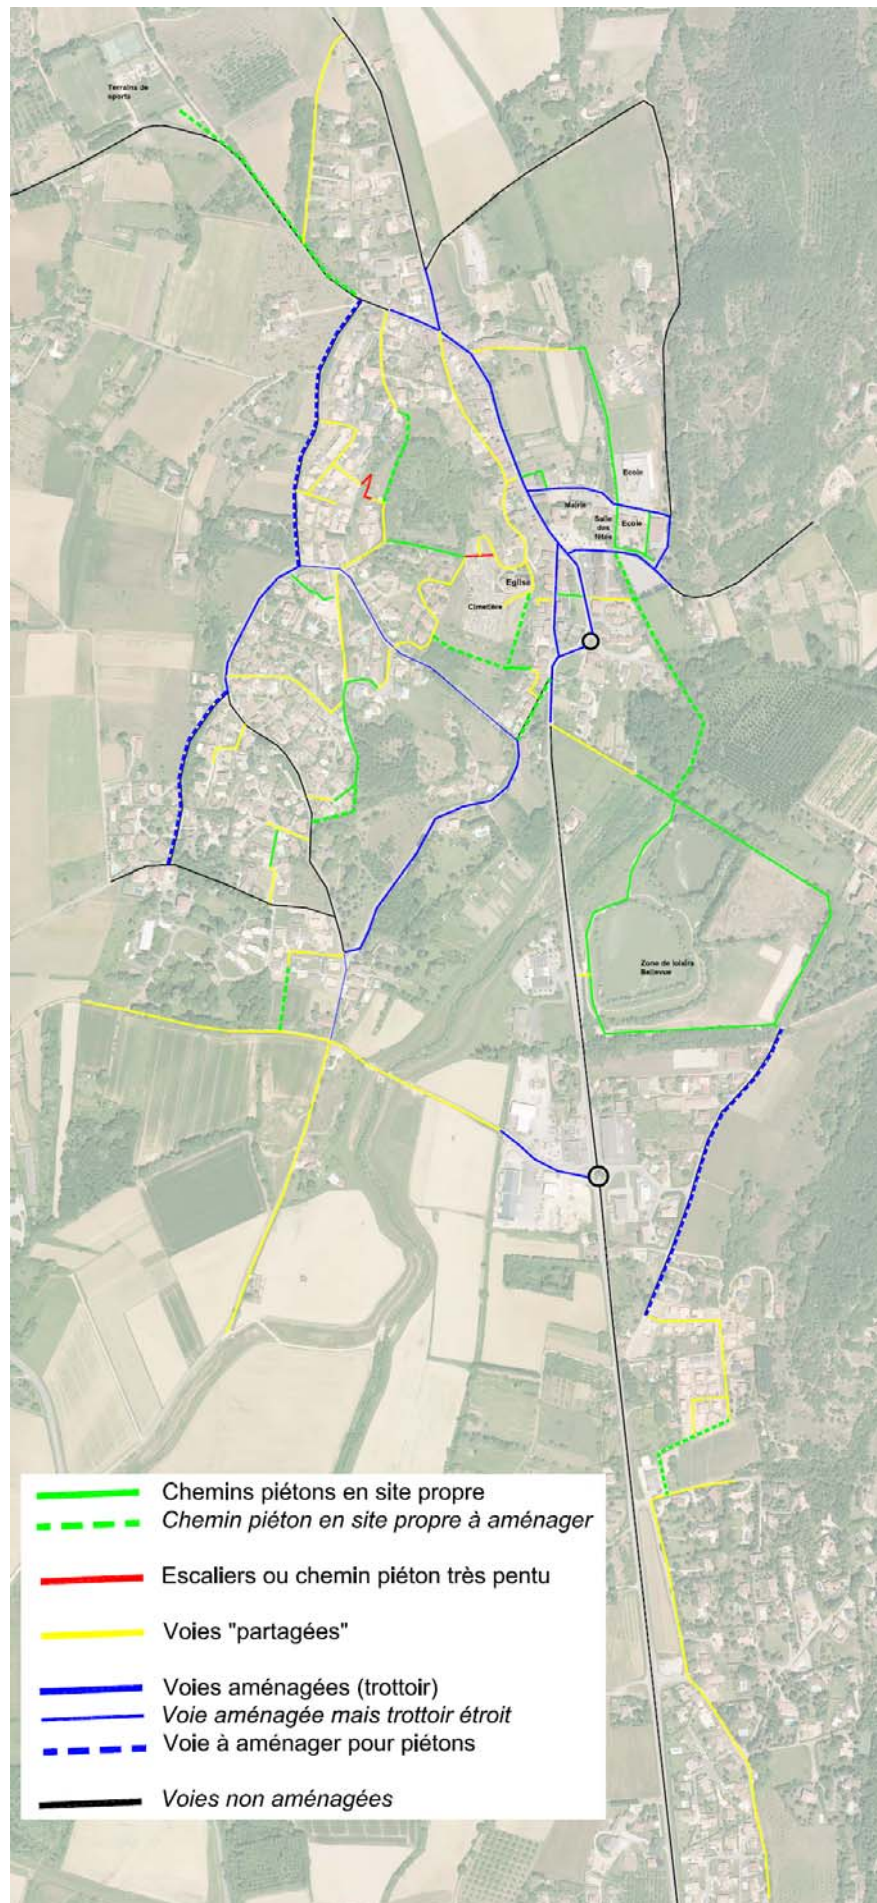 Terrains de
sports
Ecole
Mairie
Salle
des
fêtes
Ecole
Eglise
Cimetière
Zone de loisirs
Bellevue
Chemins piétons en site propre
Chemin piéton en site propre à aménager
Escaliers ou chemin piéton très pentu
Voies "partagées"
Voies aménagées (trottoir)
Voie aménagée mais trottoir étroit
Voie à aménager pour piétons
Voies non aménagées